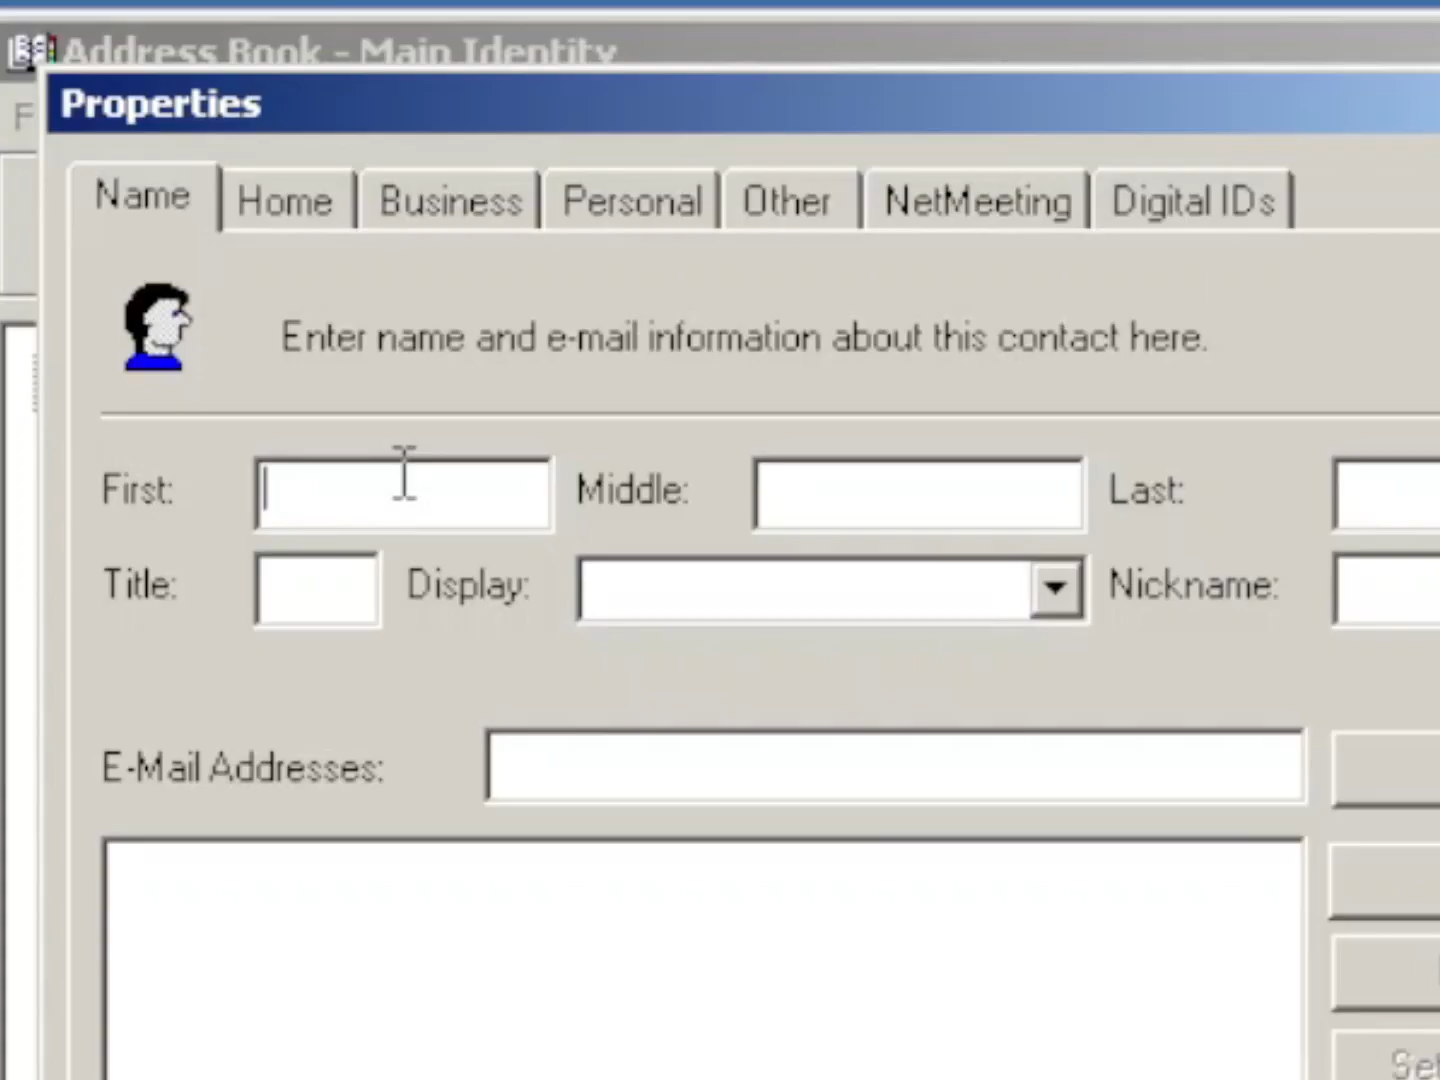 Address Book - Main Identity
Properties
F
Name Home Business Personal Other NetMeeting Digital IDs
Enter name and e-mail information about this contact here.
First: Middle: Last:
Title: Display: Nickname:
E-Mail Addresses:
Set